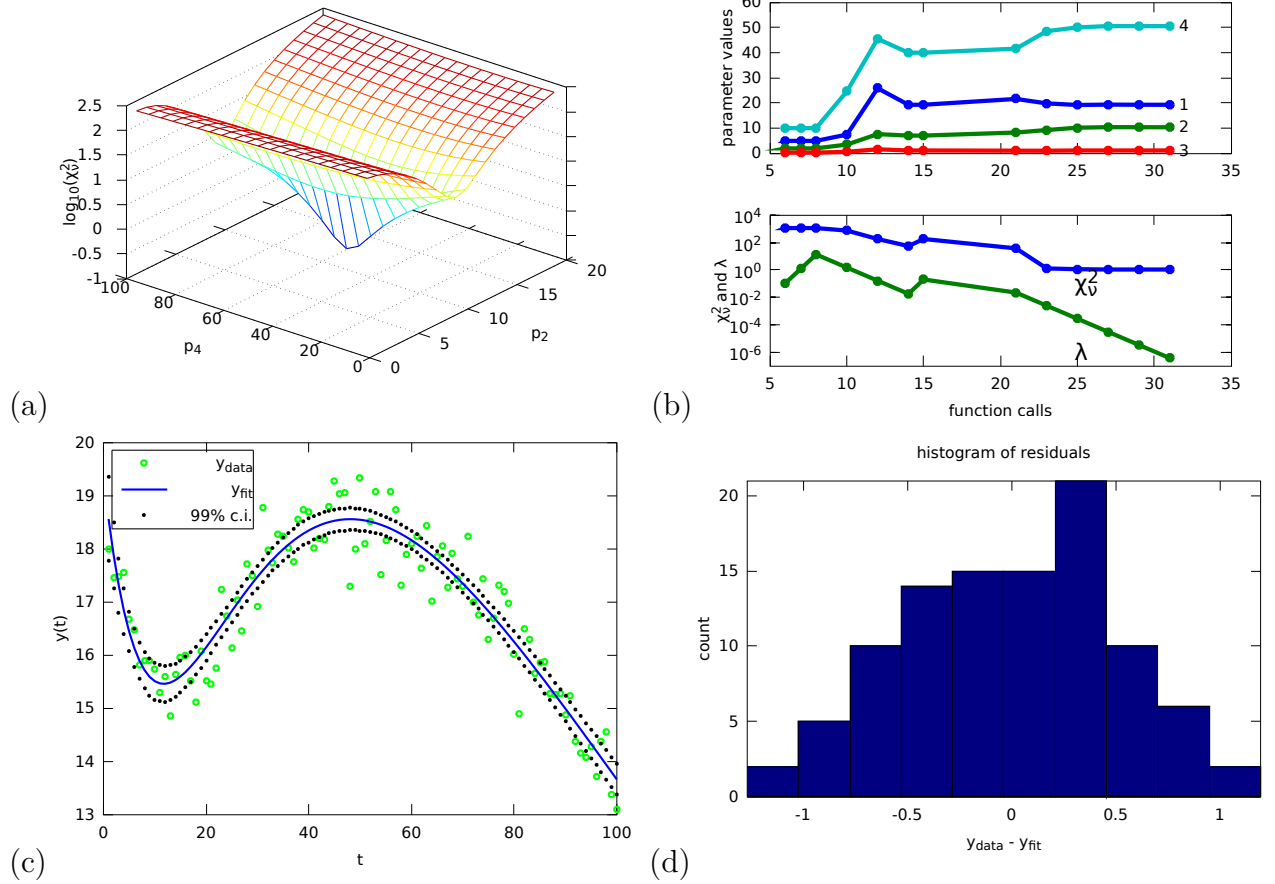 2.5
2
1.5
1
0.5
0
-0.5
-1
log10(χ²ν)
100
80
60
40
20
0
p4
0
5
10
15
20
p2
(a)
60
50
40
30
20
10
0
parameter values
4
1
2
3
5 10 15 20 25 30 35
10^4
10^2
10^0
10^-2
10^-4
10^-6
χ²ν and λ
χ²ν
λ
5 10 15 20 25 30 35
function calls
(b)
20
19
18
17
16
15
14
13
y(t)
ydata
yfit
99% c.i.
0 20 40 60 80 100
t
(c)
histogram of residuals
20
15
10
5
0
count
-1 -0.5 0 0.5 1
ydata - yfit
(d)